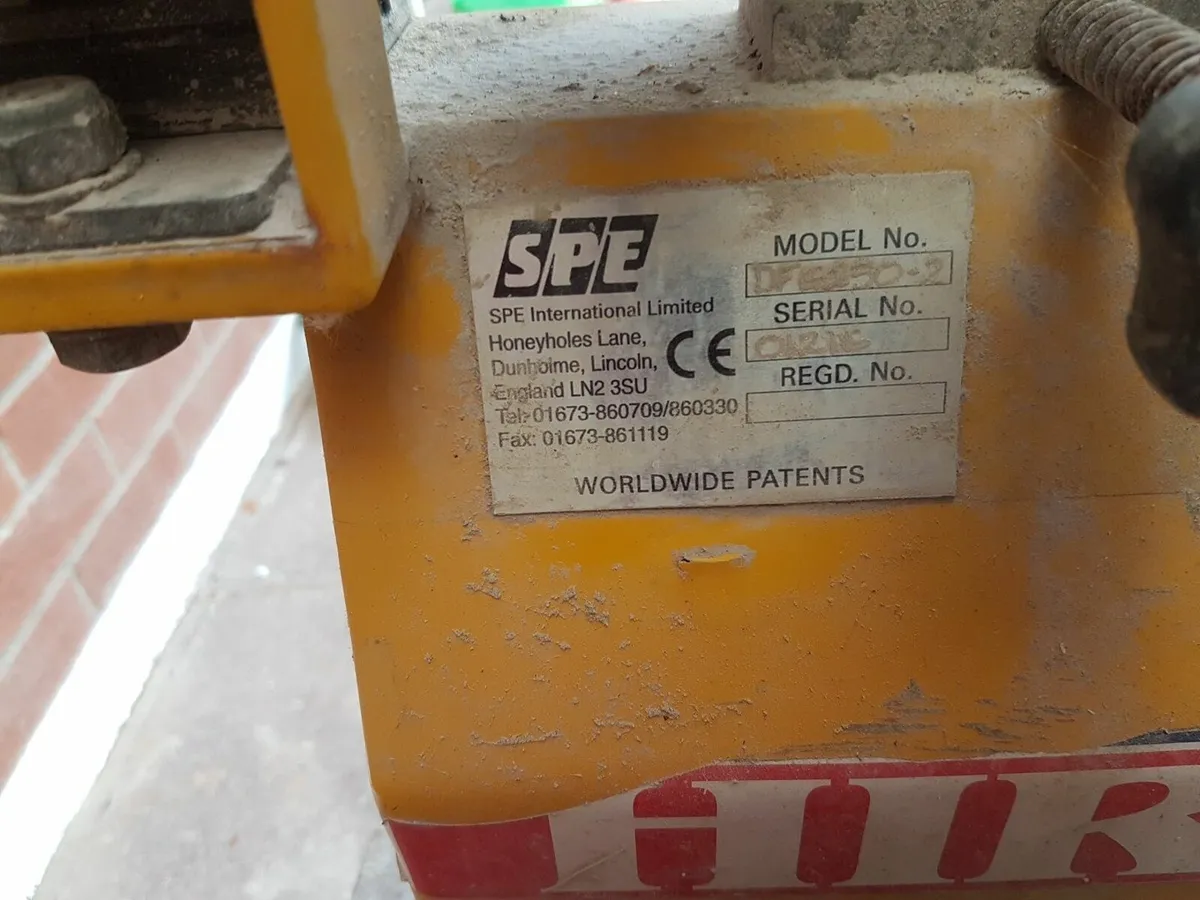 SPE
SPE International Limited
Honeyholes Lane,
Dunholme, Lincoln,
England LN2 3SU
Tel: 01673-860709/860330
Fax: 01673-861119
CE
MODEL No.
SERIAL No.
REGD. No.
WORLDWIDE PATENTS